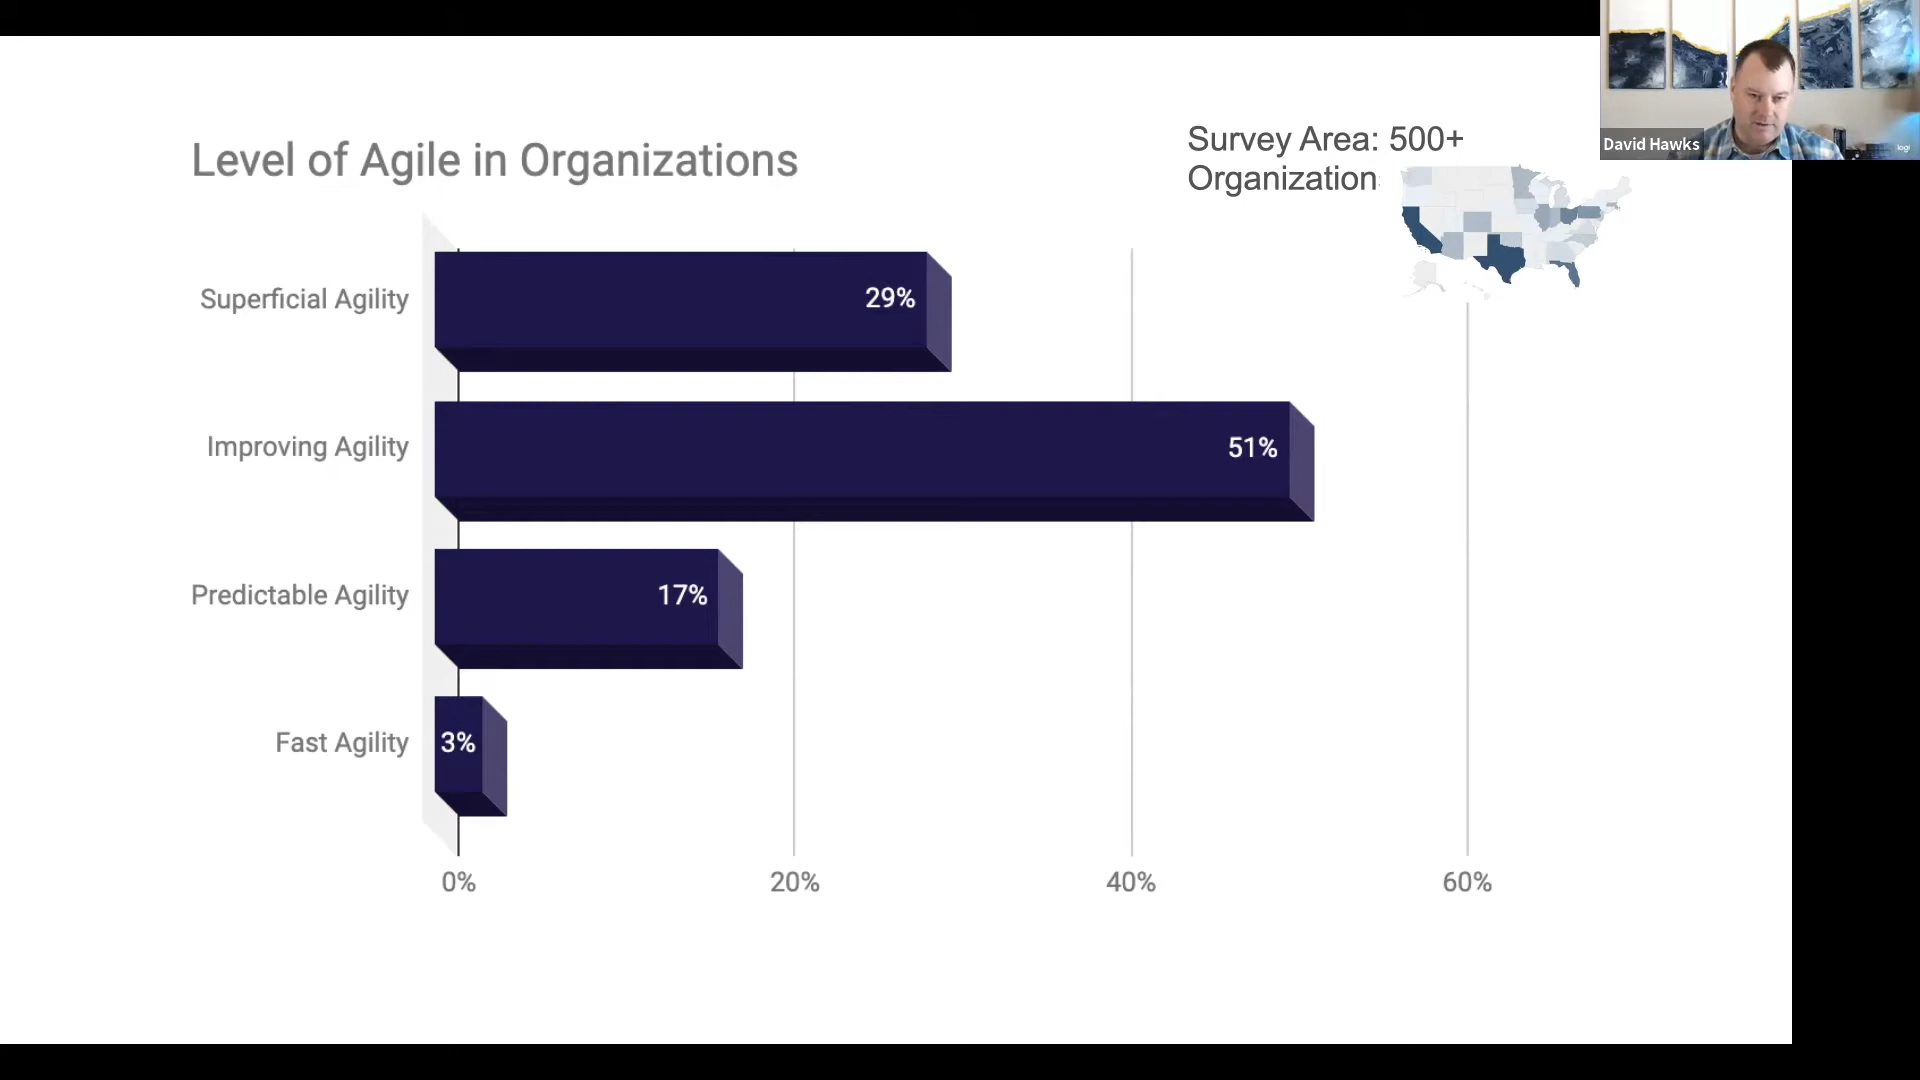 Level of Agile in Organizations
Survey Area: 500+
Organization
David Hawks
logi
Superficial Agility
29%
Improving Agility
51%
Predictable Agility
17%
Fast Agility
3%
0%
20%
40%
60%